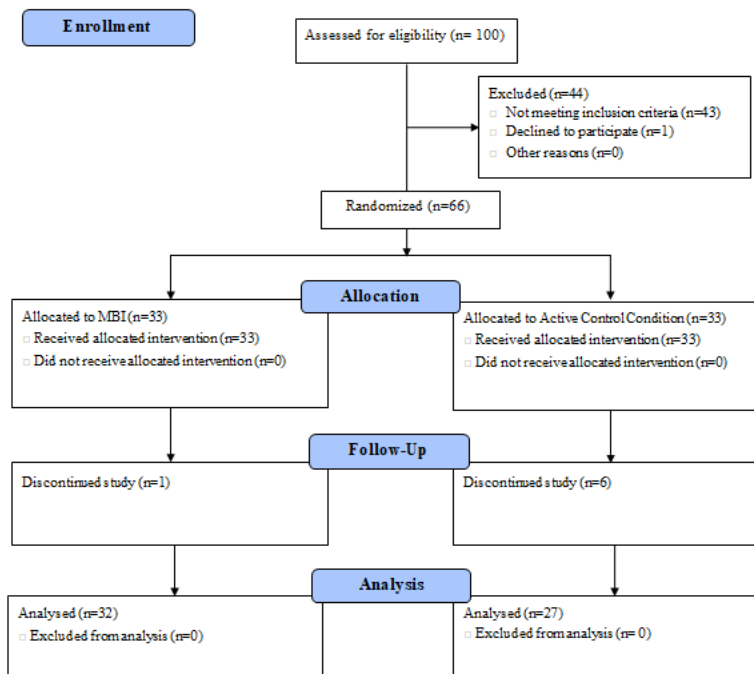 Enrollment
Assessed for eligibility (n= 100)
Excluded (n=44)
□ Not meeting inclusion criteria (n=43)
□ Declined to participate (n=1)
□ Other reasons (n=0)
Randomized (n=66)
Allocation
Allocated to MBI (n=33)
□ Received allocated intervention (n=33)
□ Did not receive allocated intervention (n=0)
Allocated to Active Control Condition (n=33)
□ Received allocated intervention (n=33)
□ Did not receive allocated intervention (n=0)
Follow-Up
Discontinued study (n=1)
Discontinued study (n=6)
Analysis
Analysed (n=32)
□ Excluded from analysis (n=0)
Analysed (n=27)
□ Excluded from analysis (n= 0)